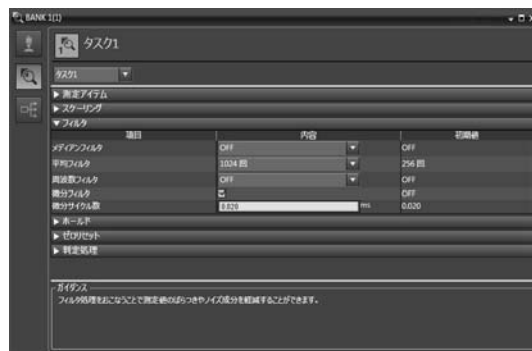 BANK 1(1)
1 タスク1
タスク1
▶ 測定アイテム
▶ スケーリング
▼ フィルタ
項目 内容 初期値
メディアンフィルタ OFF OFF
平均フィルタ 1024 回 256 回
周波数フィルタ OFF OFF
微分フィルタ OFF
微分サイクル数 0.020 ms 0.020
▶ ホールド
▶ ゼロリセット
▶ 判定処理
ガイダンス
フィルタ処理をおこなうことで測定値のばらつきやノイズ成分を軽減することができます。